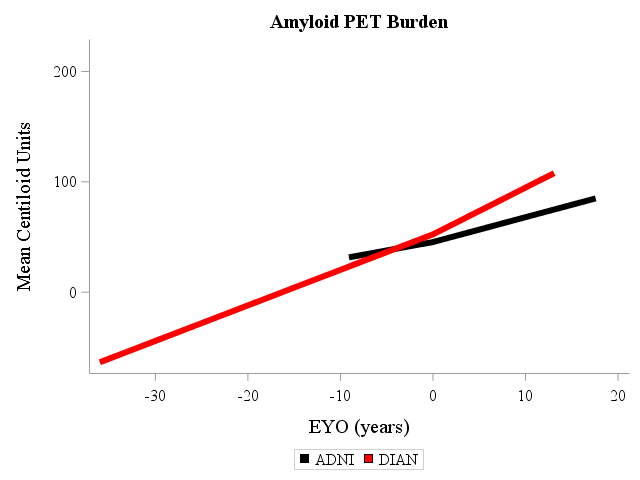 Amyloid PET Burden
Mean Centiloid Units
200
100
0
-30 -20 -10 0 10 20
EYO (years)
ADNI DIAN